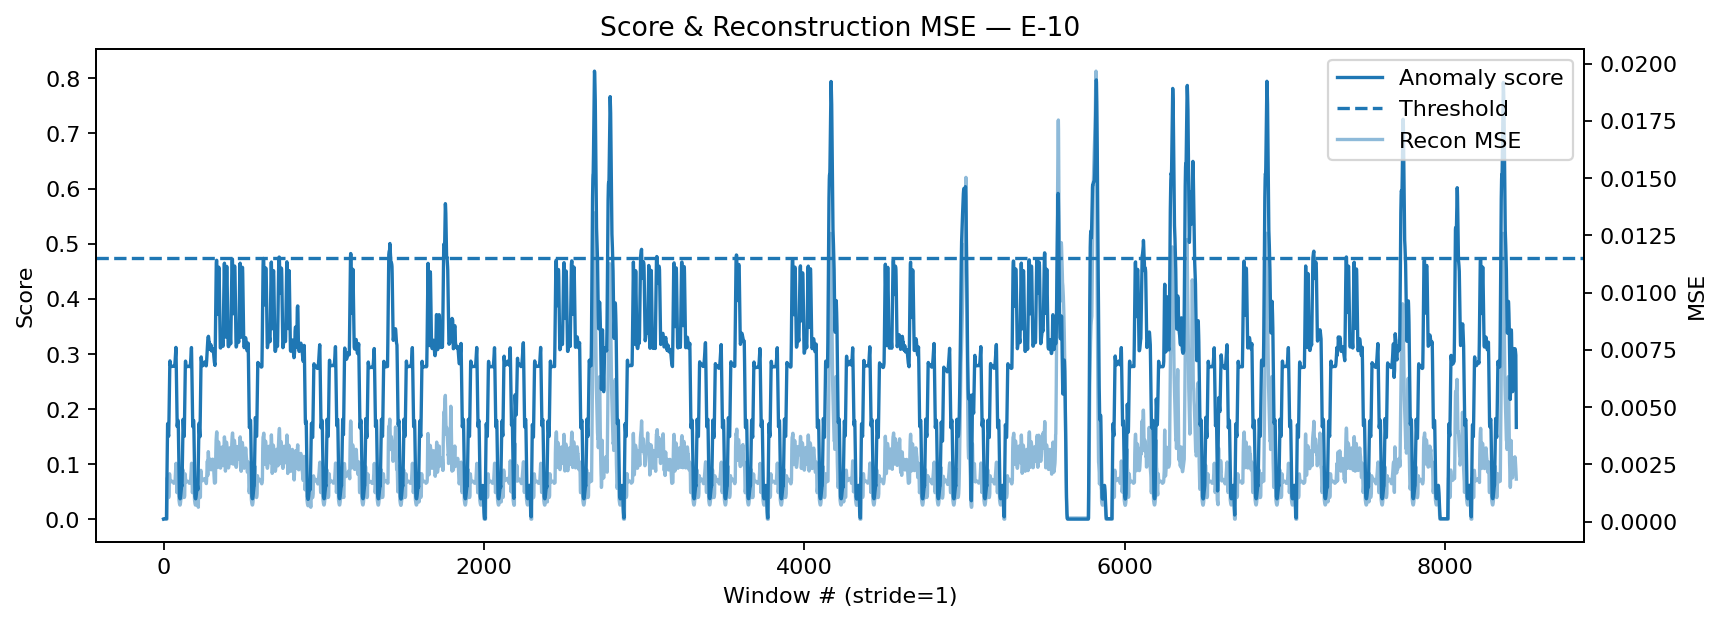 Score & Reconstruction MSE — E-10
Score
0.8
0.7
0.6
0.5
0.4
0.3
0.2
0.1
0.0
Anomaly score
Threshold
Recon MSE
0.0200
0.0175
0.0150
0.0125
0.0100
0.0075
0.0050
0.0025
0.0000
MSE
0 2000 4000 6000 8000
Window # (stride=1)